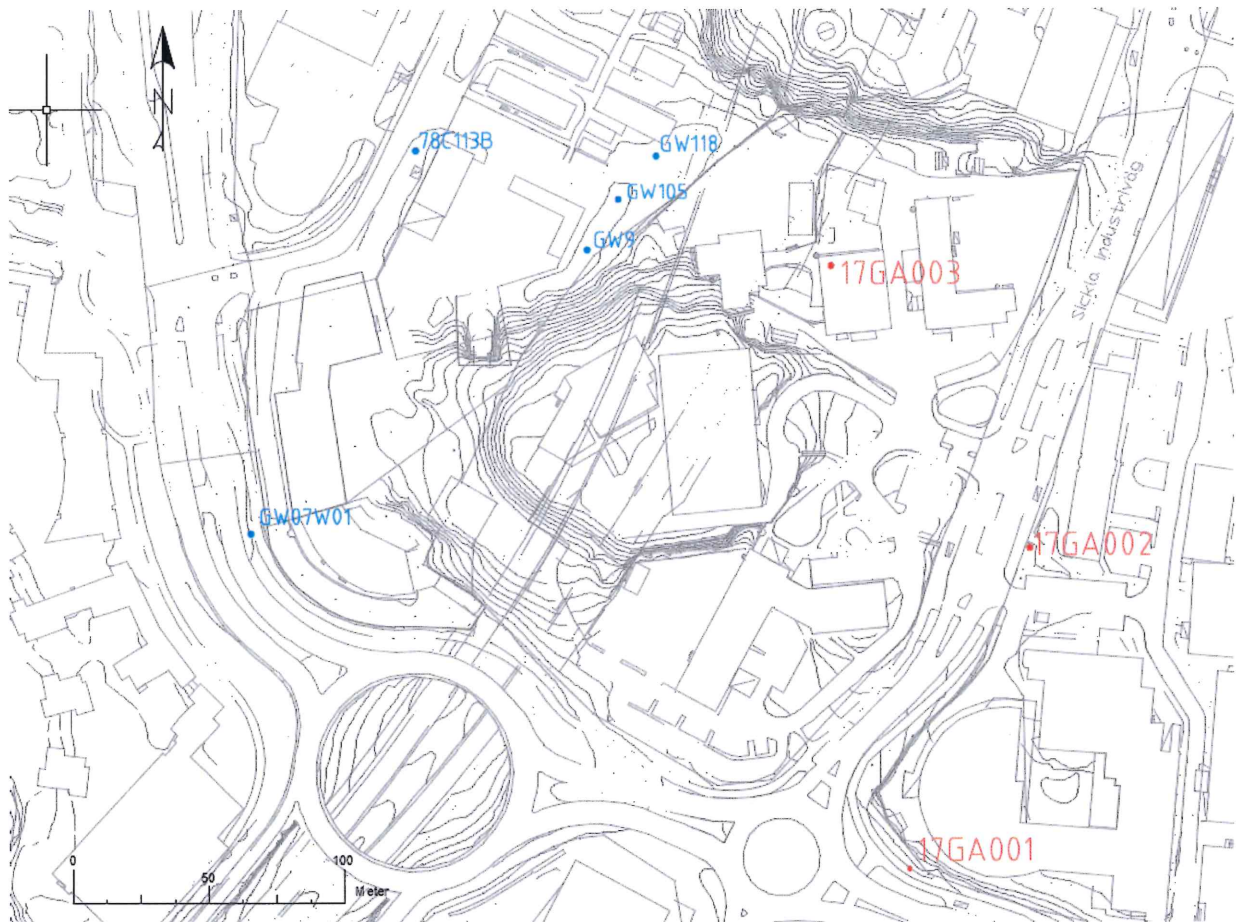 N
78C113B
GW118
GW105
GW9
17GA003
Sickla Industriväg
GW07W01
17GA002
17GA001
0
50
100
Meter